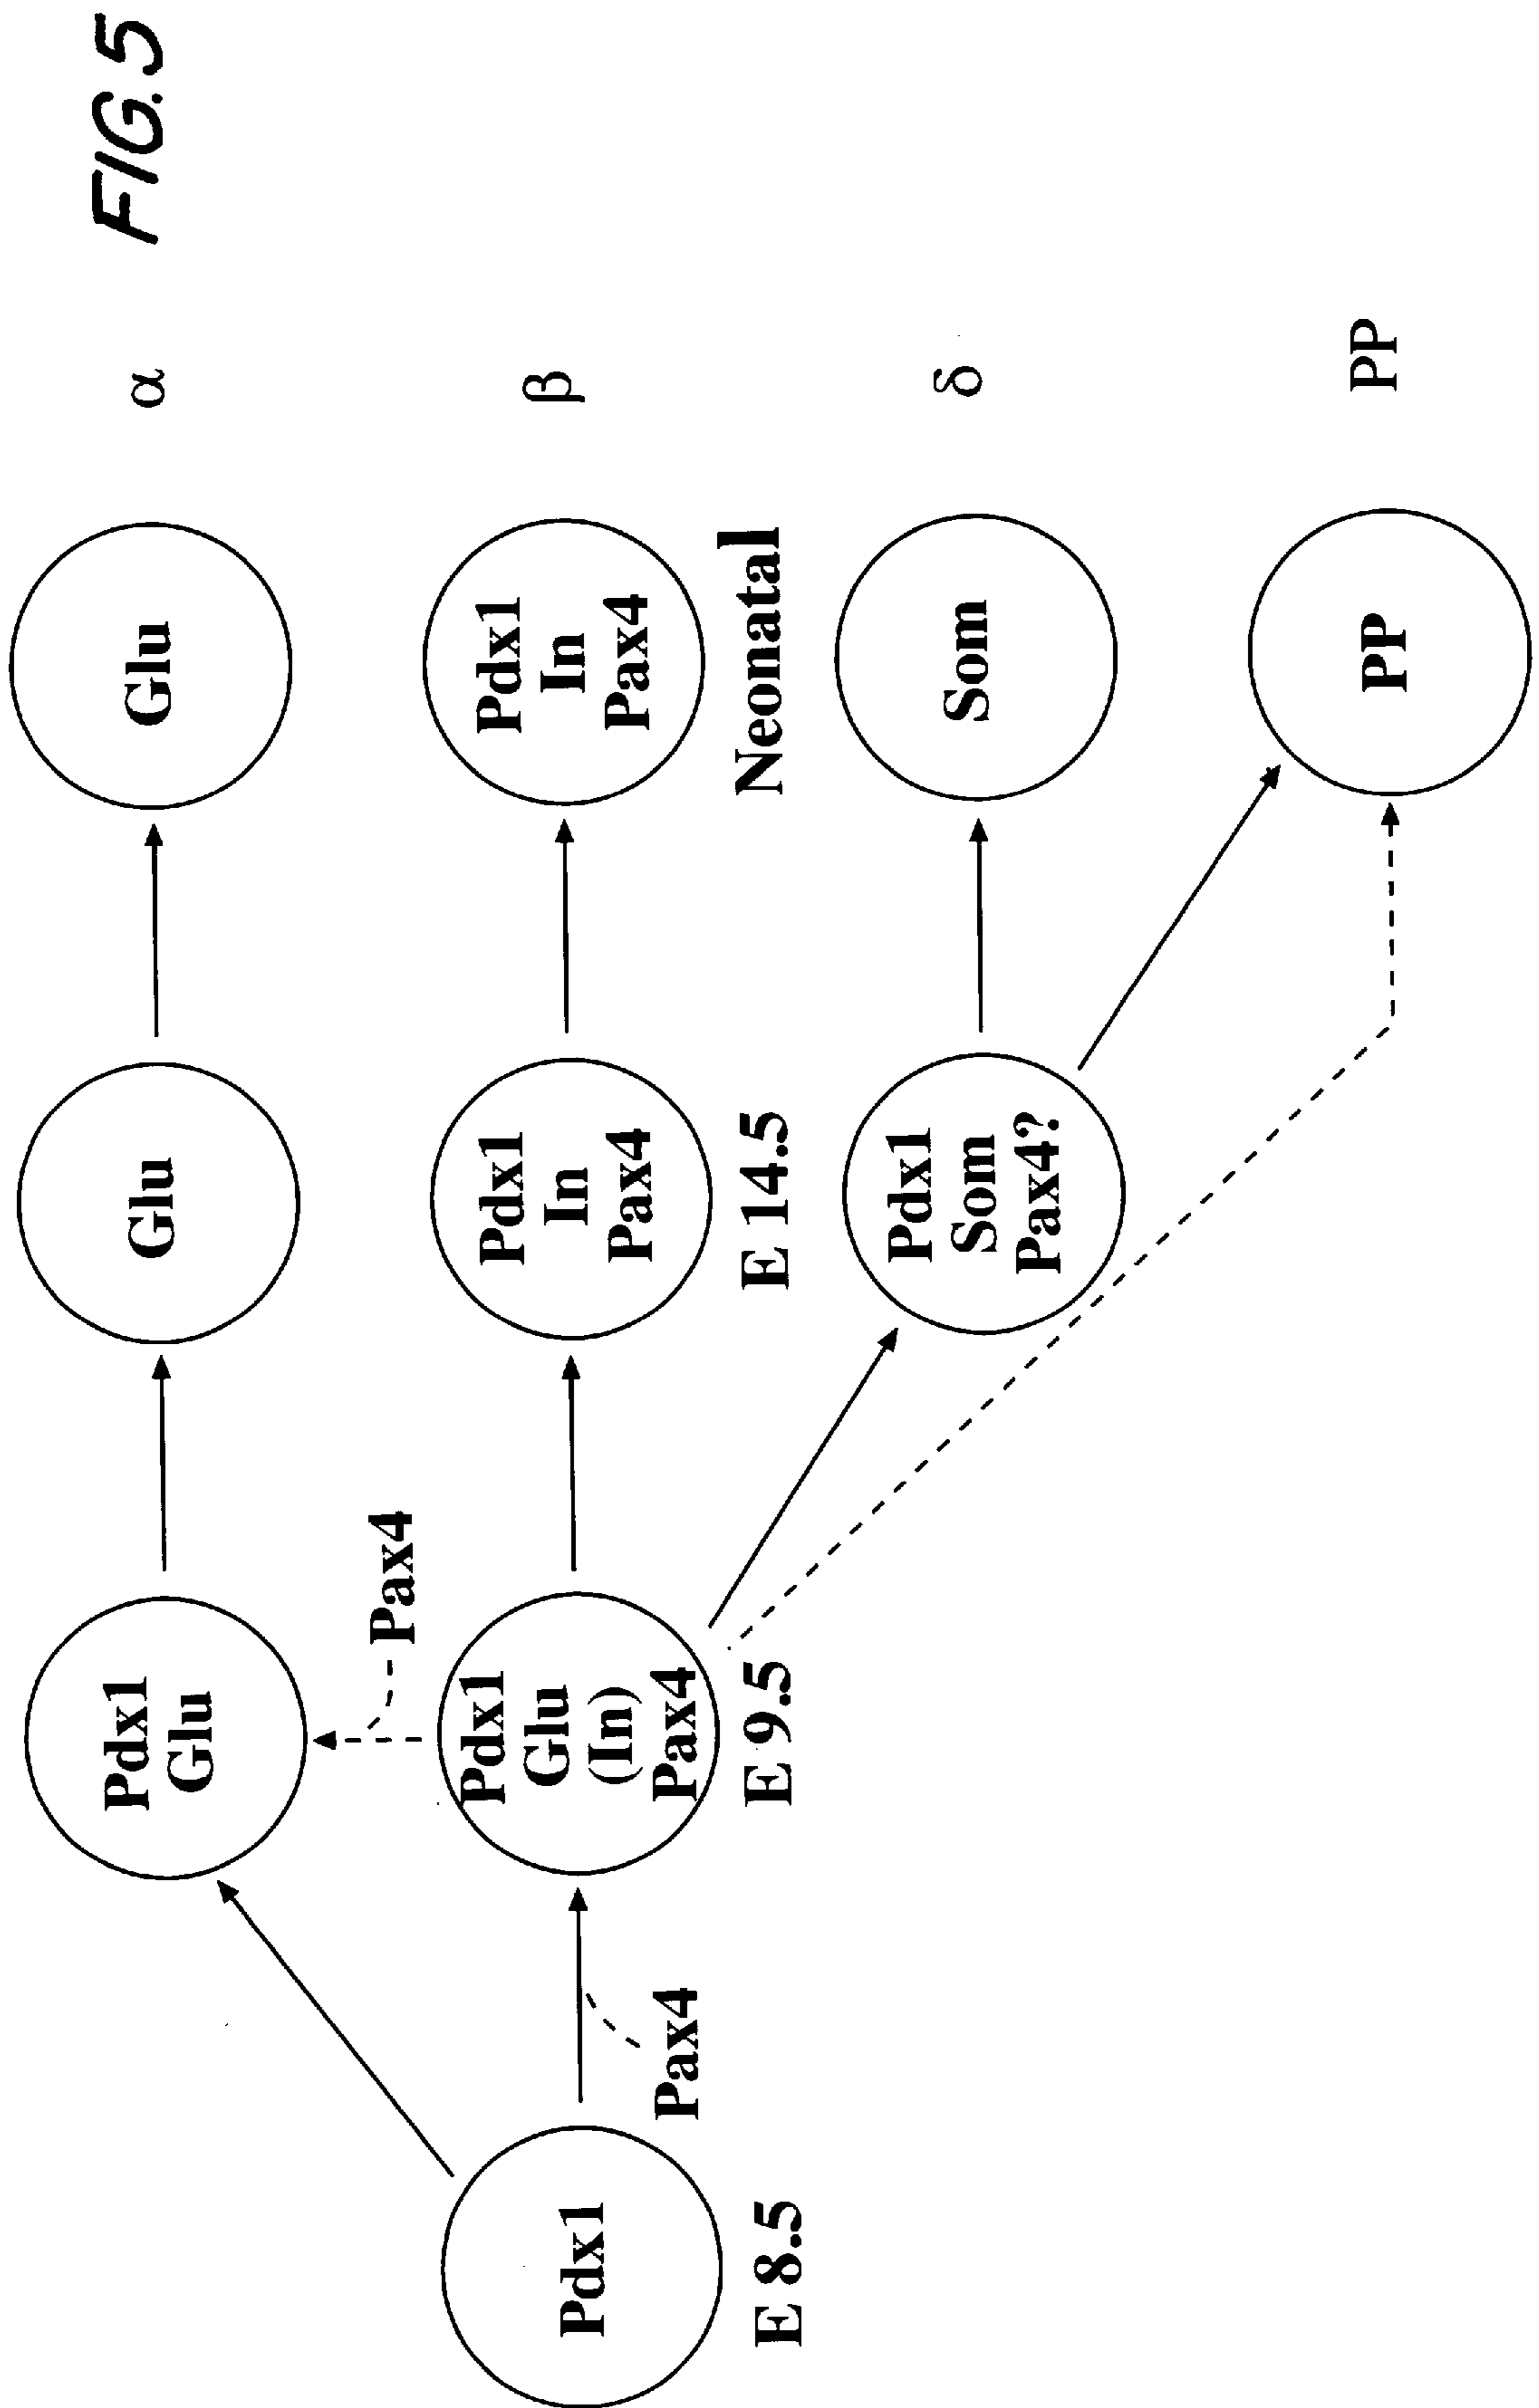 FIG. 5
Pdx1
E 8.5
Pax4
Pdx1
Glu
Pax4
Pdx1
Glu
(In)
Pax4
E 9.5
Glu
Pdx1
In
Pax4
E 14.5
Pdx1
Som
Pax4?
Glu
Pdx1
In
Pax4
Neonatal
Som
PP
α
β
δ
PP